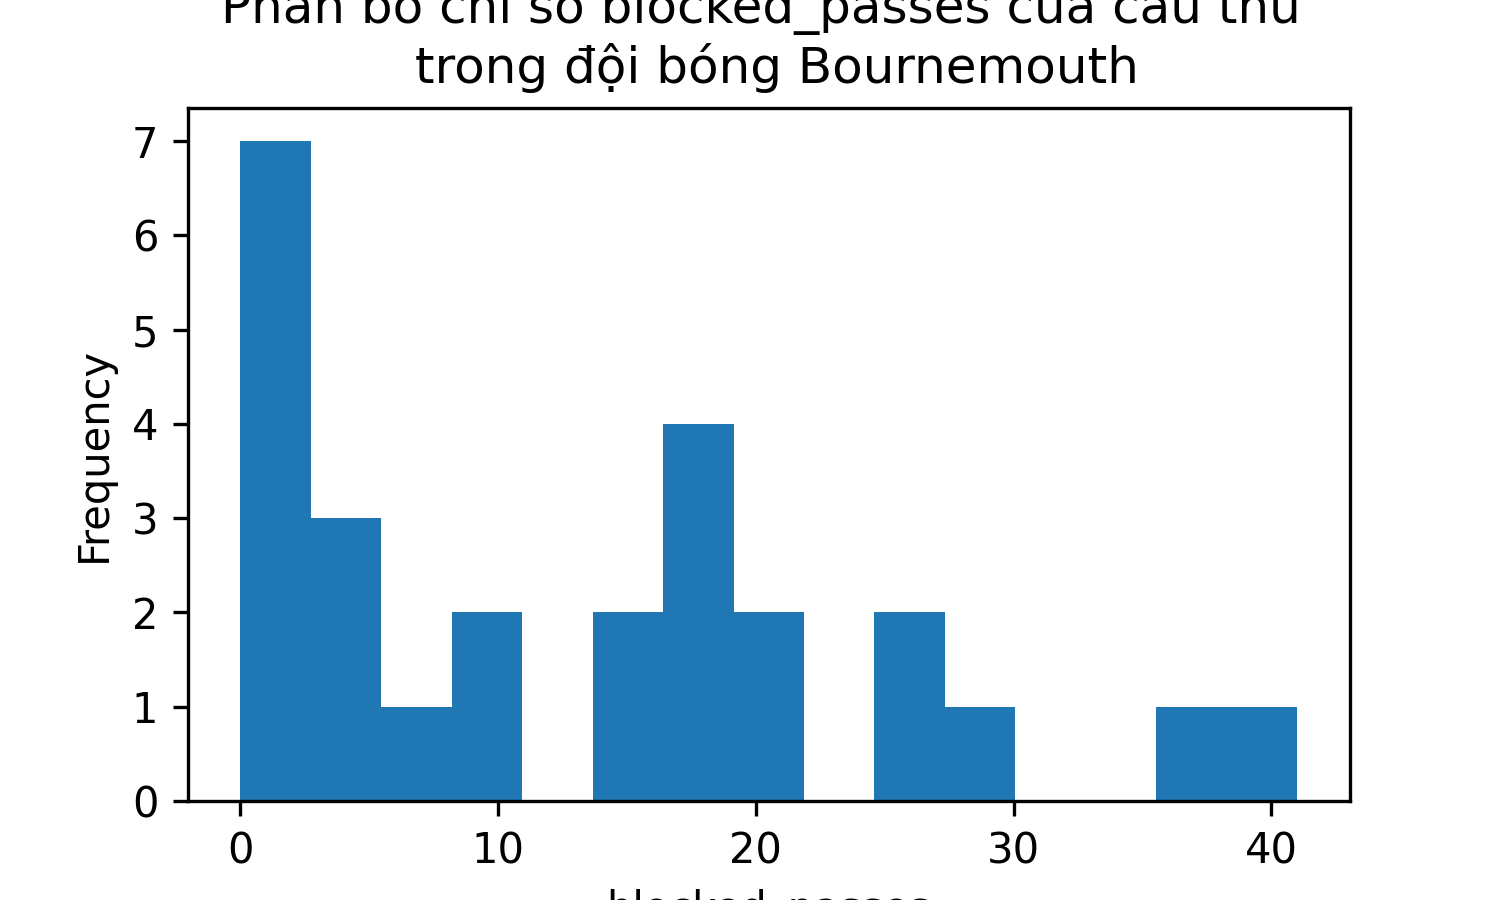 Phân bố chỉ số blocked_passes của cầu thủ
trong đội bóng Bournemouth
7
6
5
4
3
2
1
0
Frequency
0 10 20 30 40
blocked_passes